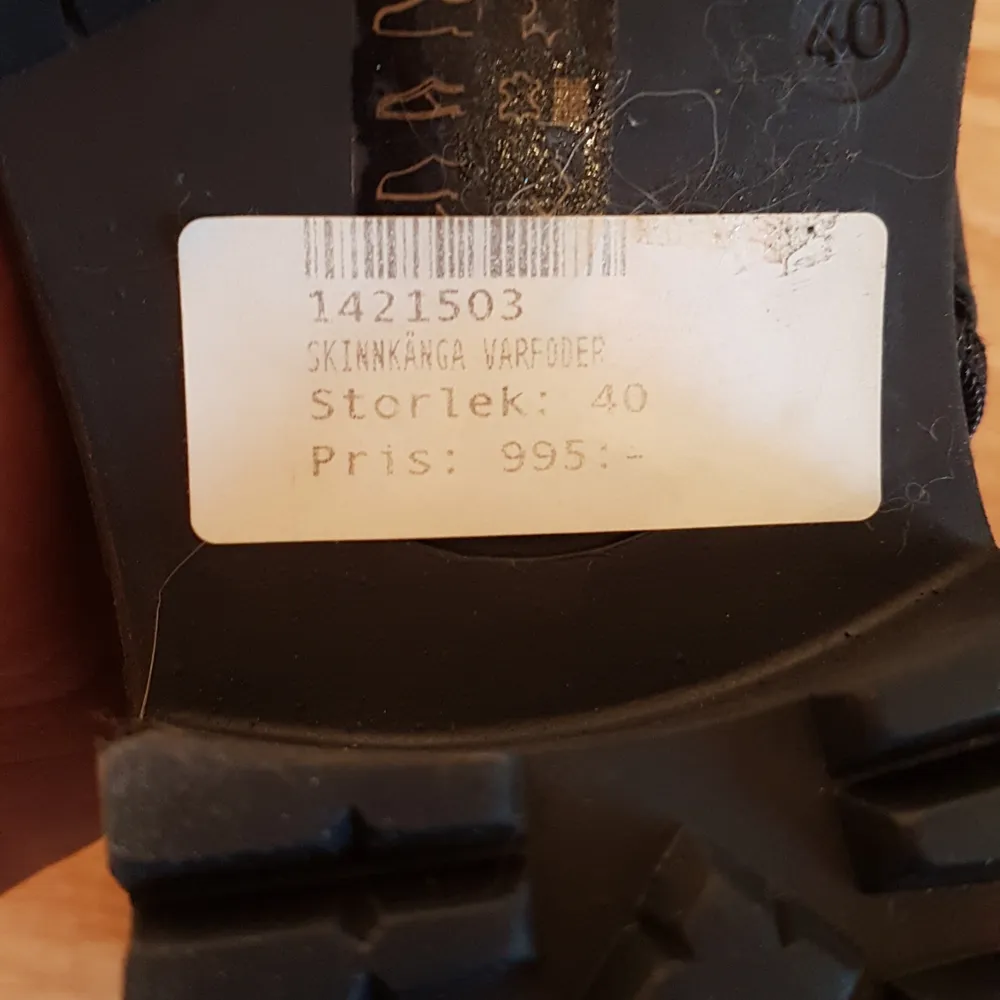 40
1421503
SKINNKÄNGA VARFODER
Storlek: 40
Pris: 995:-